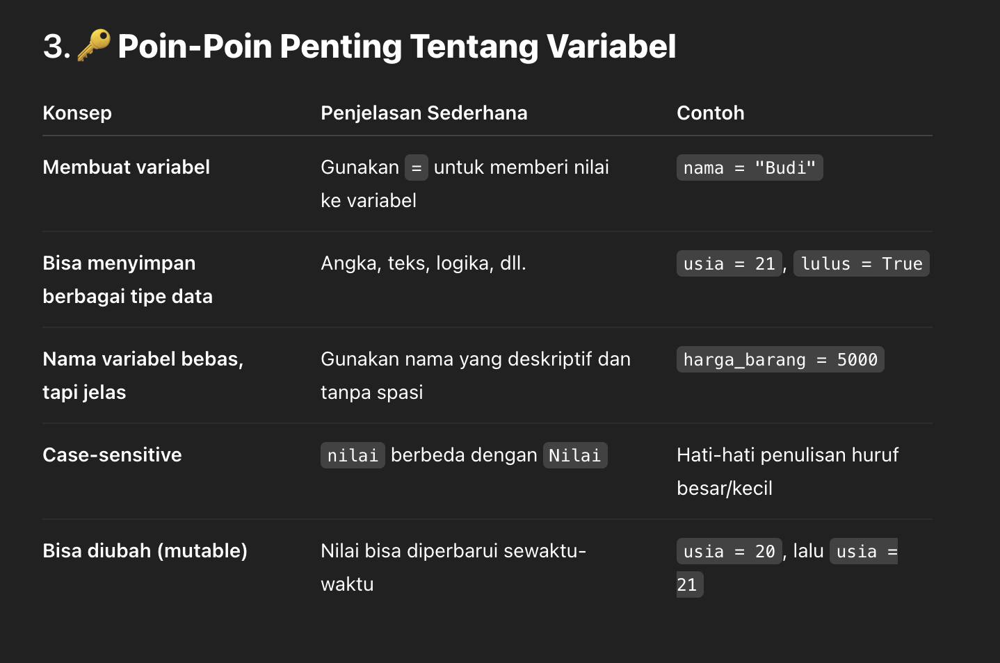 3. 🔑 Poin-Poin Penting Tentang Variabel
Konsep Penjelasan Sederhana Contoh
Membuat variabel Gunakan = untuk memberi nilai nama = "Budi"
ke variabel
Bisa menyimpan Angka, teks, logika, dll. usia = 21, lulus = True
berbagai tipe data
Nama variabel bebas, Gunakan nama yang deskriptif dan harga_barang = 5000
tapi jelas tanpa spasi
Case-sensitive nilai berbeda dengan Nilai Hati-hati penulisan huruf
besar/kecil
Bisa diubah (mutable) Nilai bisa diperbarui sewaktu- usia = 20, lalu usia =
waktu 21